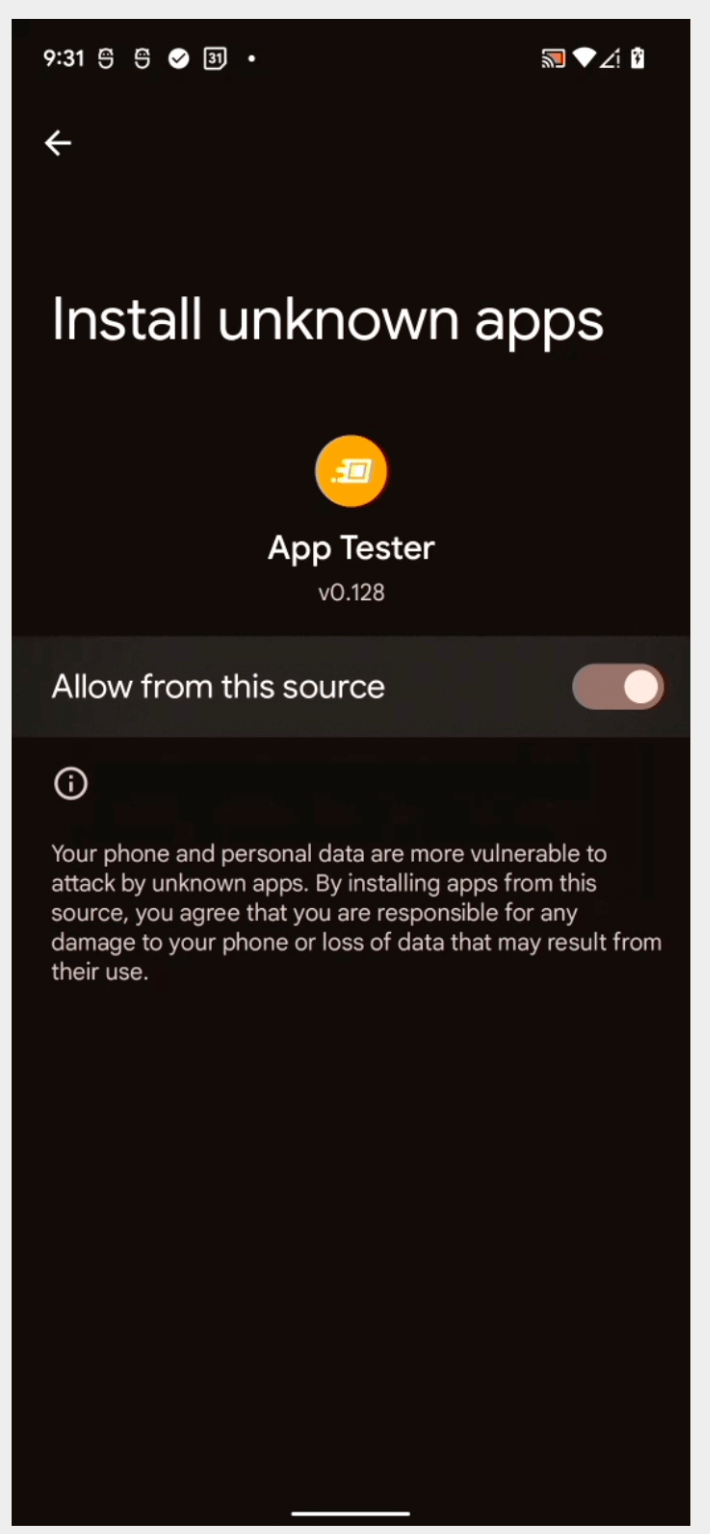 9:31
31
Install unknown apps
App Tester
v0.128
Allow from this source
Your phone and personal data are more vulnerable to
attack by unknown apps. By installing apps from this
source, you agree that you are responsible for any
damage to your phone or loss of data that may result from
their use.